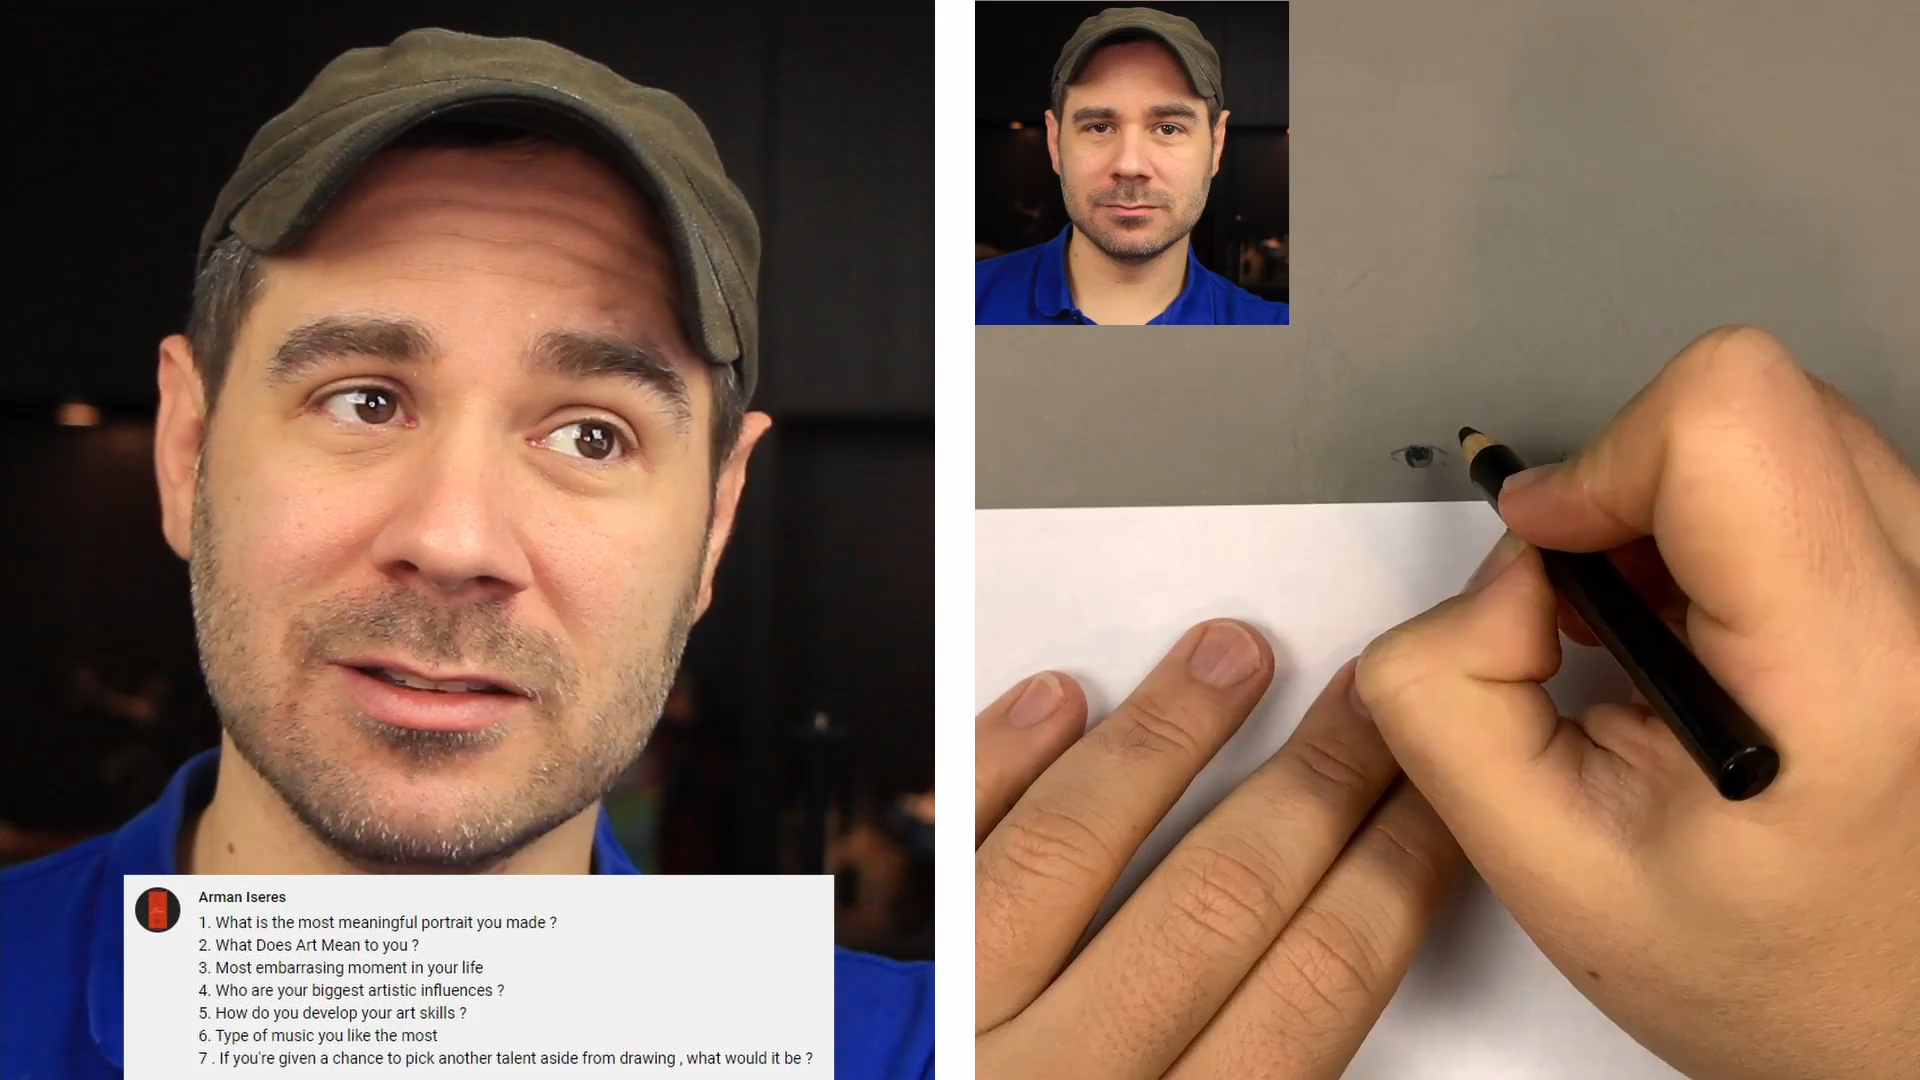 Arman Iseres
1. What is the most meaningful portrait you made ?
2. What Does Art Mean to you ?
3. Most embarrasing moment in your life
4. Who are your biggest artistic influences ?
5. How do you develop your art skills ?
6. Type of music you like the most
7 . If you're given a chance to pick another talent aside from drawing , what would it be ?